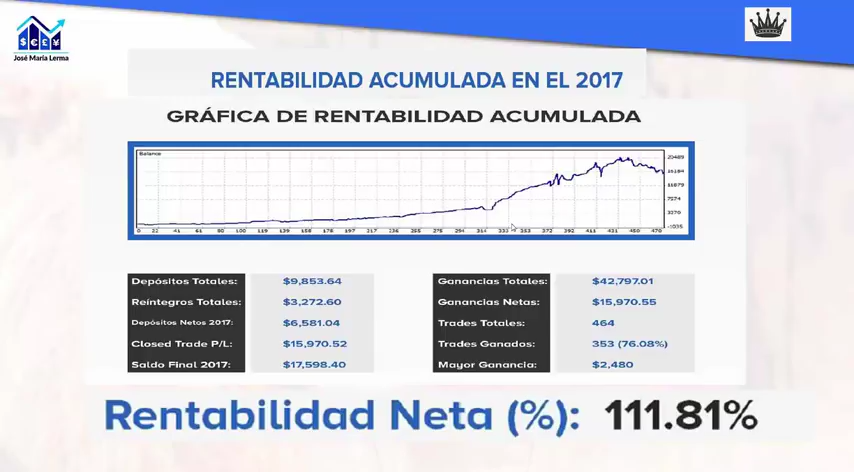 $ € £ ¥
José María Lerma
RENTABILIDAD ACUMULADA EN EL 2017
GRÁFICA DE RENTABILIDAD ACUMULADA
Balance
20489
16184
11879
7574
3270
-1035
0 22 41 61 80 100 119 139 158 178 197 217 236 255 275 294 314 333 353 372 392 411 431 450 470
Depósitos Totales: $9,853.64
Reíntegros Totales: $3,272.60
Depósitos Netos 2017: $6,581.04
Closed Trade P/L: $15,970.52
Saldo Final 2017: $17,598.40
Ganancias Totales: $42,797.01
Ganancias Netas: $15,970.55
Trades Totales: 464
Trades Ganados: 353 (76.08%)
Mayor Ganancia: $2,480
Rentabilidad Neta (%): 111.81%